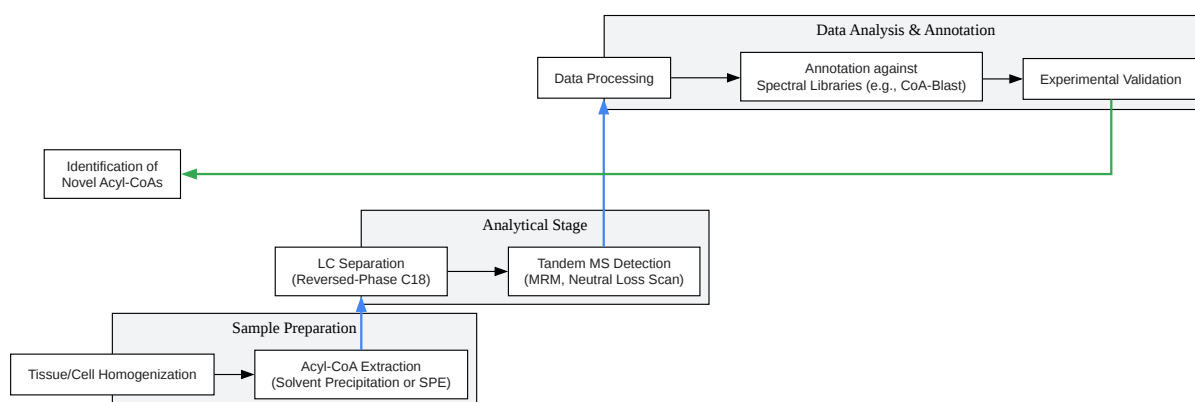 Data Analysis & Annotation
Data Processing
Annotation against
Spectral Libraries (e.g., CoA-Blast)
Experimental Validation
Identification of
Novel Acyl-CoAs
Analytical Stage
LC Separation
(Reversed-Phase C18)
Tandem MS Detection
(MRM, Neutral Loss Scan)
Sample Preparation
Tissue/Cell Homogenization
Acyl-CoA Extraction
(Solvent Precipitation or SPE)